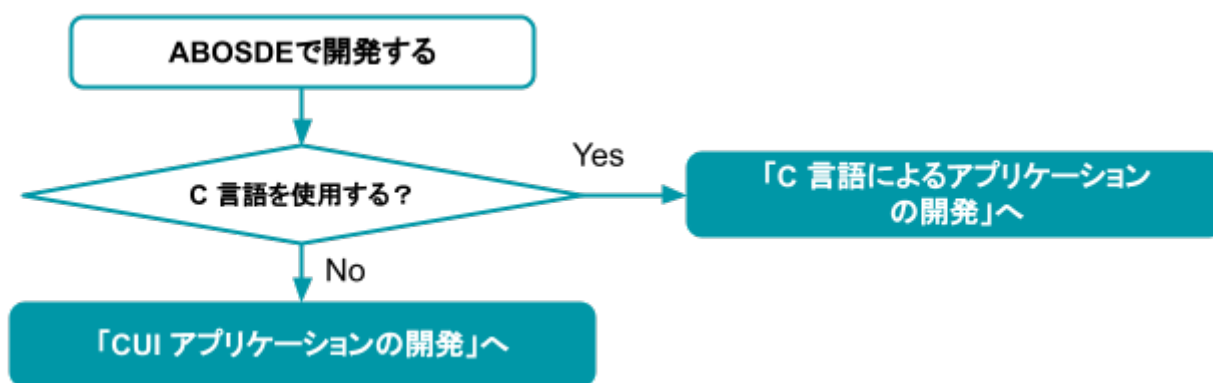 ABOSDEで開発する
C 言語を使用する？
Yes
「C 言語によるアプリケーション
の開発」へ
No
「CUI アプリケーションの開発」へ